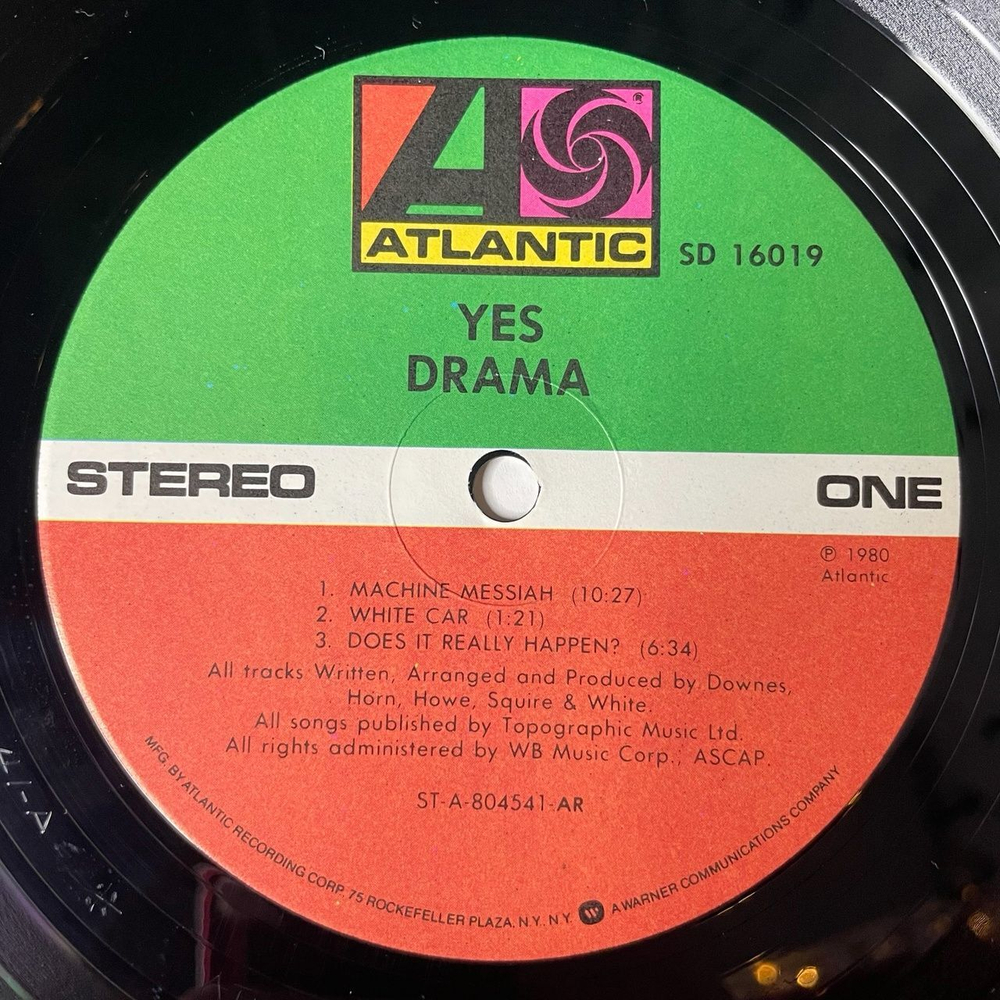 ATLANTIC
SD 16019
YES
DRAMA
STEREO
ONE
℗ 1980
Atlantic
1. MACHINE MESSIAH (10:27)
2. WHITE CAR (1:21)
3. DOES IT REALLY HAPPEN? (6:34)
All tracks Written, Arranged and Produced by Downes,
Horn, Howe, Squire & White.
All songs published by Topographic Music Ltd.
All rights administered by WB Music Corp., ASCAP.
ST-A-804541-AR
MFG. BY ATLANTIC RECORDING CORP. 75 ROCKEFELLER PLAZA, N.Y. N.Y. A WARNER COMMUNICATIONS COMPANY